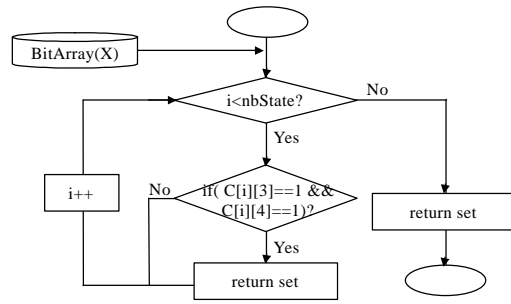 BitArray(X)
i<nbState?
No
Yes
i++
No
if( C[i][3]==1 &&
C[i][4]==1)?
return set
Yes
return set